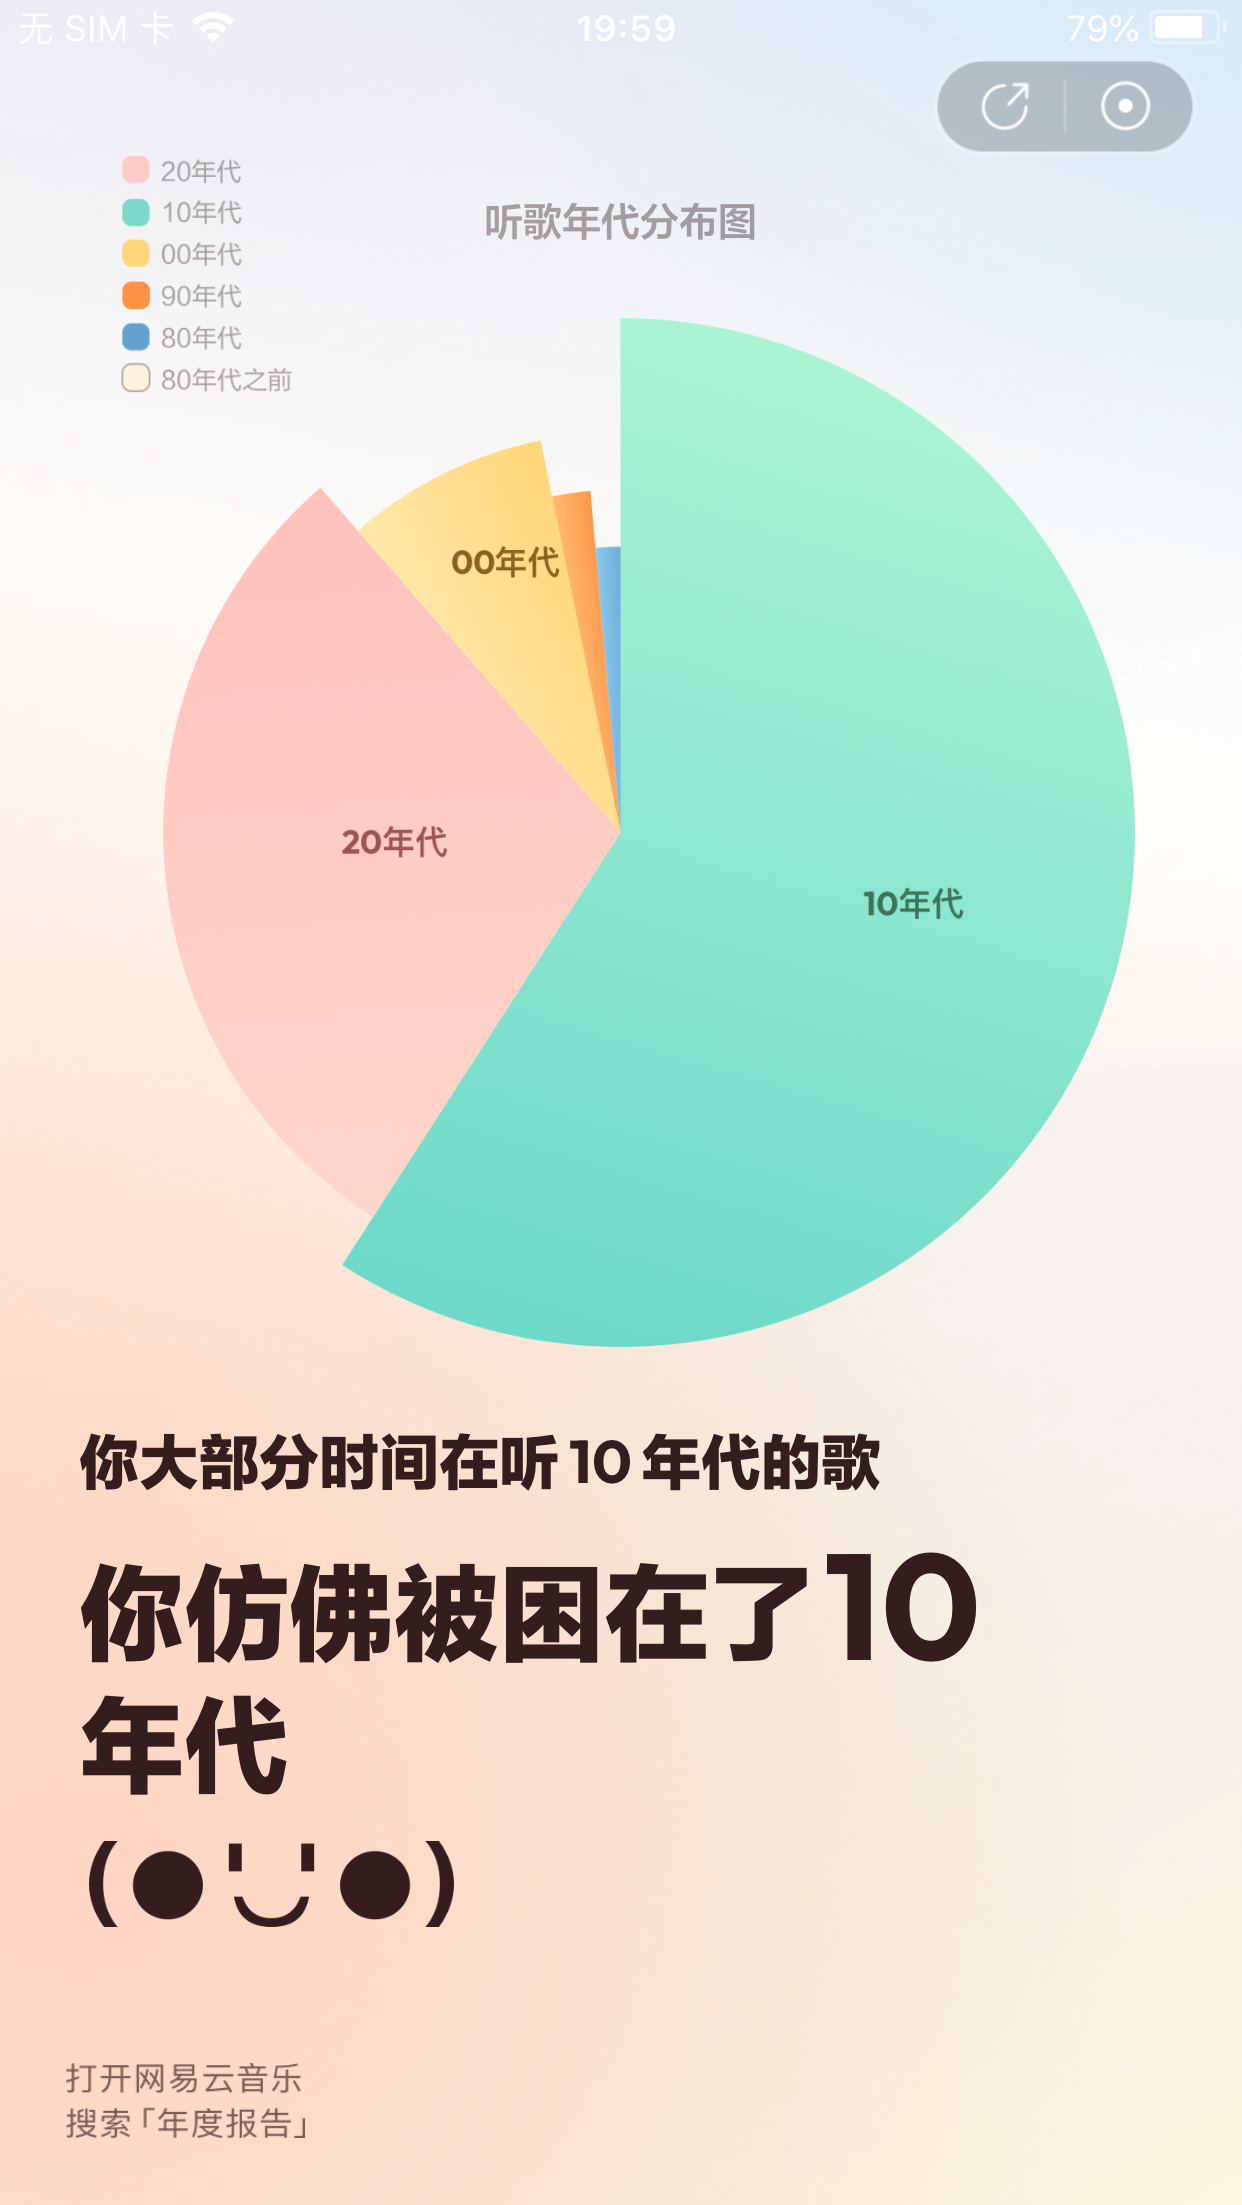 无 SIM 卡 19:59 79%
20年代
10年代
00年代
90年代
80年代
80年代之前
听歌年代分布图
00年代
20年代
10年代
你大部分时间在听 10 年代的歌
你仿佛被困在了10
年代
(●'◡'●)
打开网易云音乐
搜索「年度报告」